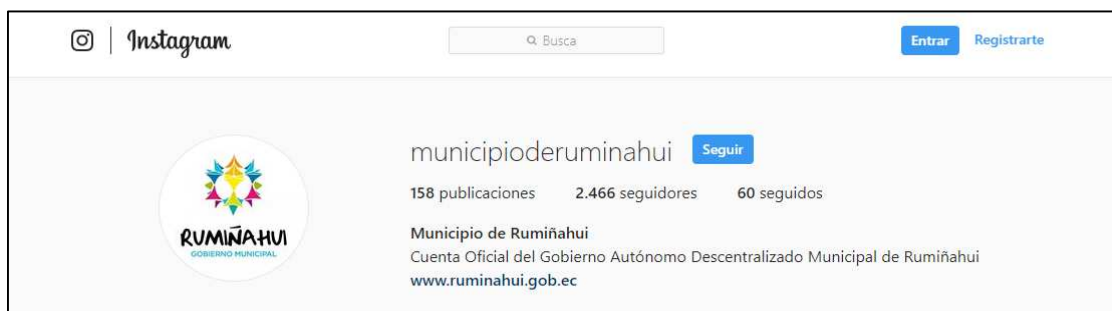 Instagram
Busca
Entrar
Registrarte
municipioderuminahui
Seguir
158 publicaciones 2.466 seguidores 60 seguidos
RUMIÑAHUI
GOBIERNO MUNICIPAL
Municipio de Rumiñahui
Cuenta Oficial del Gobierno Autónomo Descentralizado Municipal de Rumiñahui
www.ruminahui.gob.ec